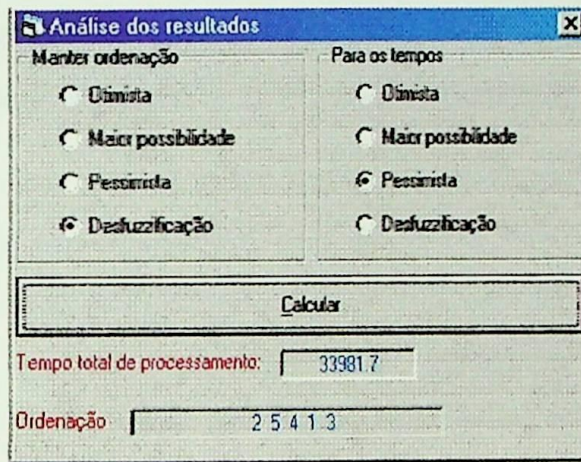 Análise dos resultados
Manter ordenação
Otimista
Maior possibilidade
Pessimista
Desfuzzificação
Para os tempos
Otimista
Maior possibilidade
Pessimista
Desfuzzificação
Calcular
Tempo total de processamento: 33981.7
Ordenação 2 5 4 1 3